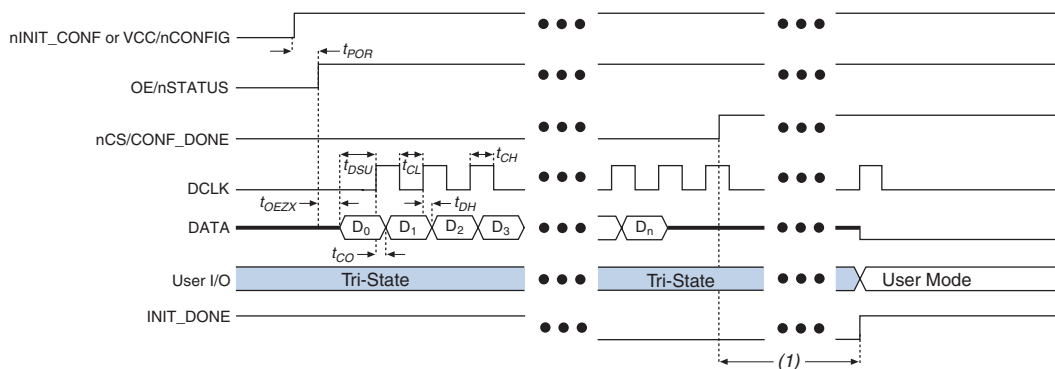 nINIT_CONF or VCC/nCONFIG
tPOR
OE/nSTATUS
nCS/CONF_DONE
tDSU tCL tCH
DCLK
tOEZX tDH
DATA D0 D1 D2 D3 Dn
tCO
User I/O Tri-State Tri-State User Mode
INIT_DONE
(1)